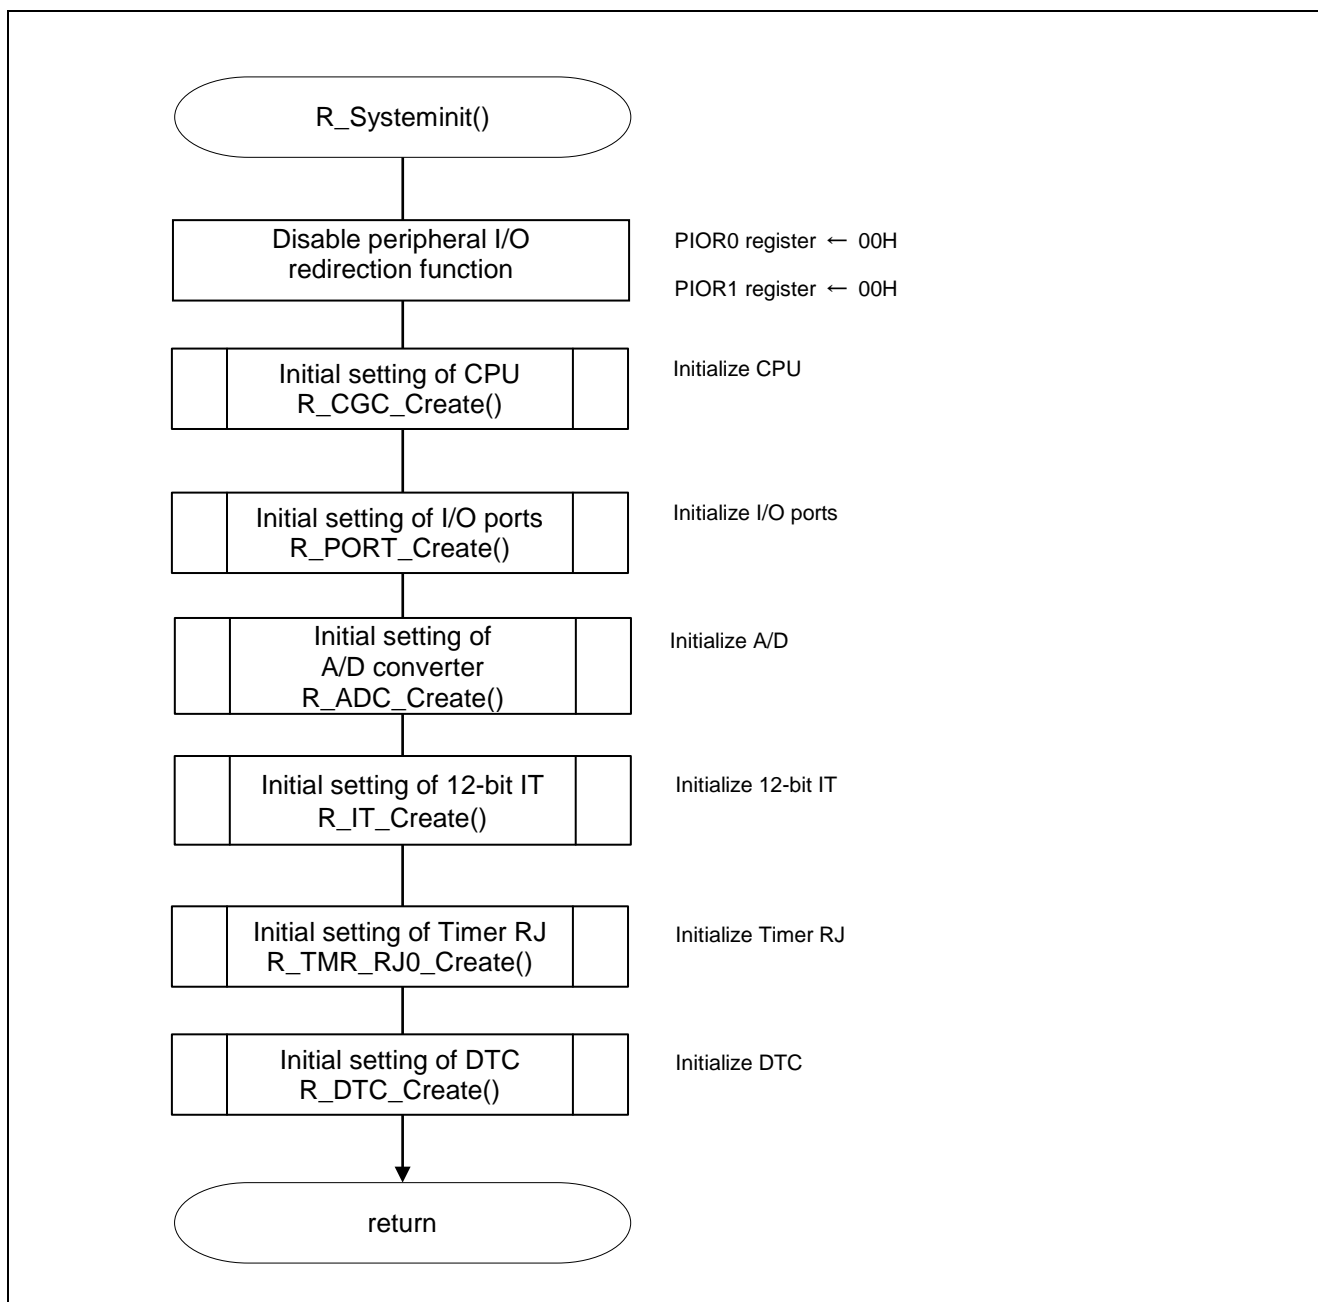 R_Systeminit()
Disable peripheral I/O
redirection function
PIOR0 register ← 00H
PIOR1 register ← 00H
Initial setting of CPU
R_CGC_Create()
Initialize CPU
Initial setting of I/O ports
R_PORT_Create()
Initialize I/O ports
Initial setting of
A/D converter
R_ADC_Create()
Initialize A/D
Initial setting of 12-bit IT
R_IT_Create()
Initialize 12-bit IT
Initial setting of Timer RJ
R_TMR_RJ0_Create()
Initialize Timer RJ
Initial setting of DTC
R_DTC_Create()
Initialize DTC
return